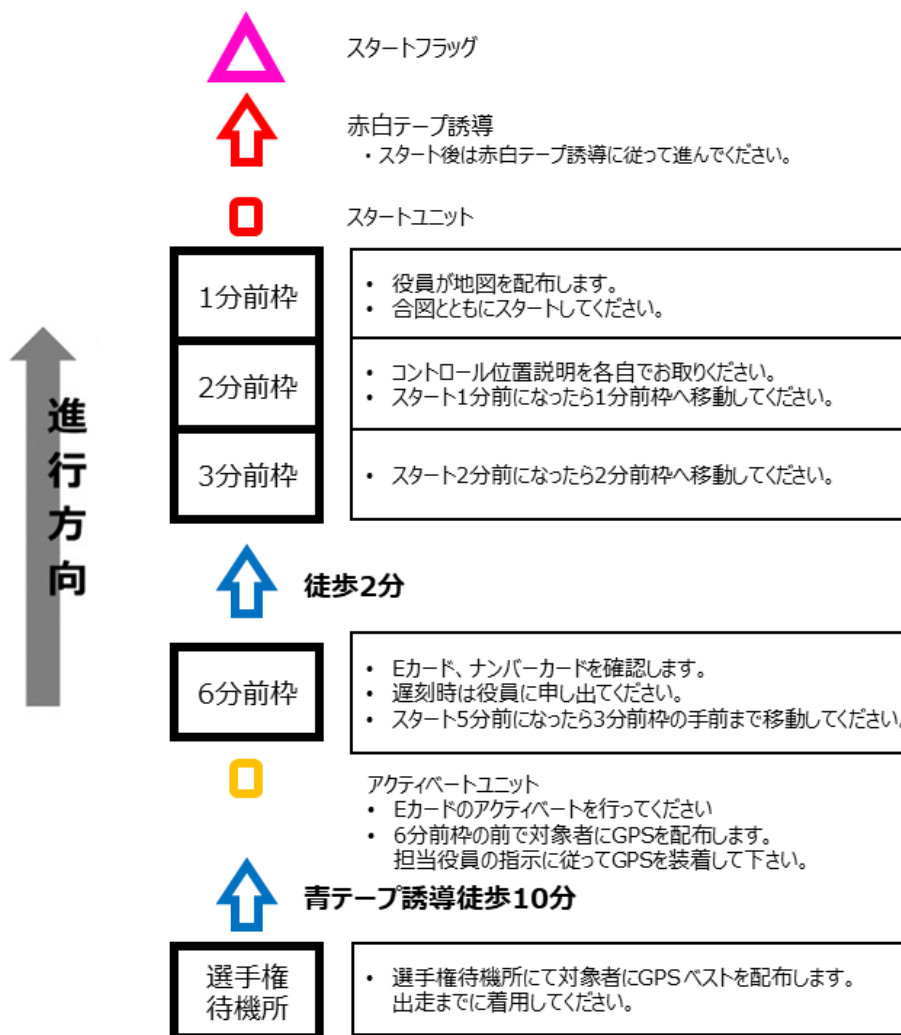 スタートフラッグ
赤白テープ誘導
・スタート後は赤白テープ誘導に従って進んでください。
スタートユニット
1分前枠
• 役員が地図を配布します。
• 合図とともにスタートしてください。
2分前枠
• コントロール位置説明を各自でお取りください。
• スタート1分前になったら1分前枠へ移動してください。
3分前枠
• スタート2分前になったら2分前枠へ移動してください。
進行方向
徒歩2分
6分前枠
• Eカード、ナンバーカードを確認します。
• 遅刻時は役員に申し出てください。
• スタート5分前になったら3分前枠の手前まで移動してください。
アクティベートユニット
• Eカードのアクティベートを行ってください
• 6分前枠の前で対象者にGPSを配布します。
担当役員の指示に従ってGPSを装着して下さい。
青テープ誘導徒歩10分
選手権
待機所
• 選手権待機所にて対象者にGPSベストを配布します。
出走までに着用してください。